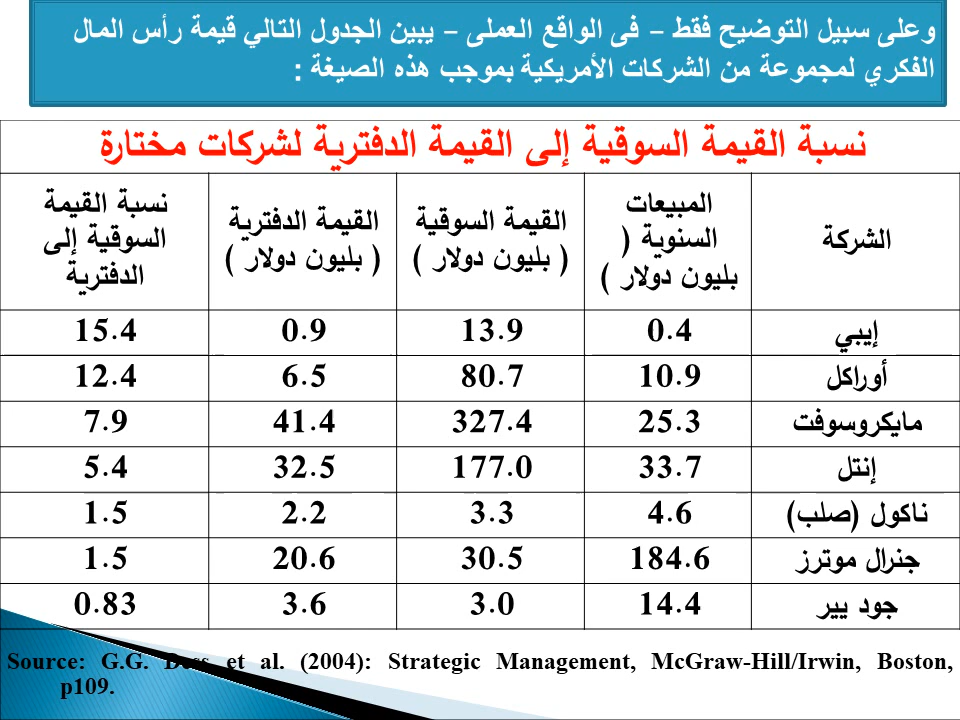 وعلى سبيل التوضيح فقط – فى الواقع العملى – يبين الجدول التالي قيمة رأس المال
الفكري لمجموعة من الشركات الأمريكية بموجب هذه الصيغة :
نسبة القيمة السوقية إلى القيمة الدفترية لشركات مختارة
الشركة | المبيعات السنوية ( بليون دولار ) | القيمة السوقية ( بليون دولار ) | القيمة الدفترية ( بليون دولار ) | نسبة القيمة السوقية إلى الدفترية
إيبي | 0.4 | 13.9 | 0.9 | 15.4
أوراكل | 10.9 | 80.7 | 6.5 | 12.4
مايكروسوفت | 25.3 | 327.4 | 41.4 | 7.9
إنتل | 33.7 | 177.0 | 32.5 | 5.4
ناكول (صلب) | 4.6 | 3.3 | 2.2 | 1.5
جنرال موترز | 184.6 | 30.5 | 20.6 | 1.5
جود يير | 14.4 | 3.0 | 3.6 | 0.83
Source: G.G. Dess et al. (2004): Strategic Management, McGraw-Hill/Irwin, Boston,
p109.